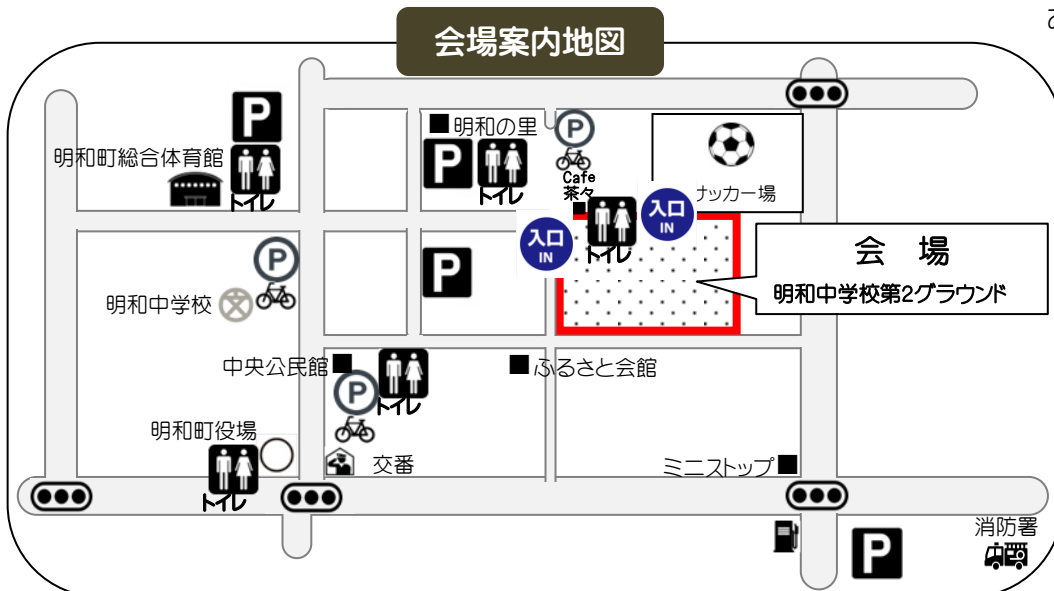 会場案内地図
P
明和の里
P
Cafe
茶々
明和町総合体育館
トイレ
P
トイレ
ッカー場
入口
IN
入口
IN
トイレ
会 場
明和中学校第2グラウンド
P
P
明和中学校
中央公民館
P
トイレ
ふるさと会館
明和町役場
トイレ
交番
ミニストップ
P
消防署